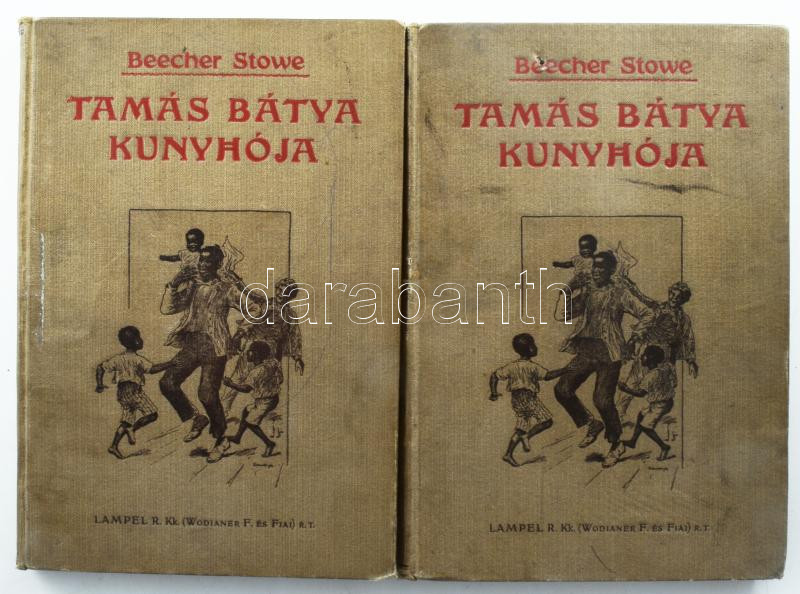 Beecher Stowe
TAMÁS BÁTYA
KUNYHÓJA
LAMPEL R. Kk. (WODIANER F. ÉS FIAI) R.T.
Beecher Stowe
TAMÁS BÁTYA
KUNYHÓJA
LAMPEL R. Kk. (WODIANER F. ÉS FIAI) R.T.
darabanth